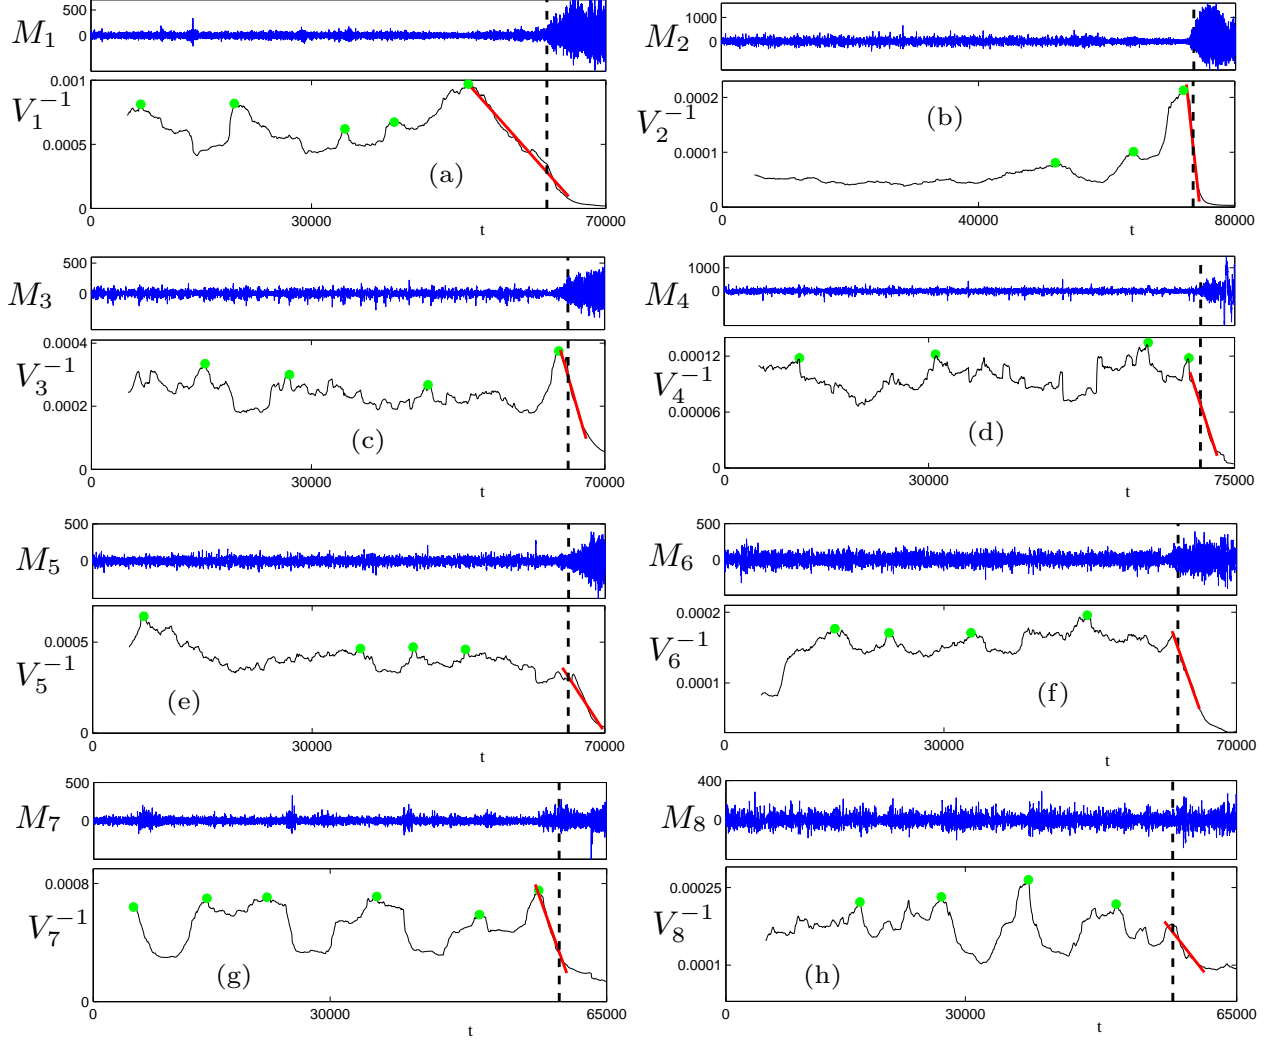 M₁ 500 0
V₁⁻¹ 0.001 0.0005 (a)
0 30000 70000
t
M₂ 1000 0
V₂⁻¹ 0.0002 0.0001 0 (b)
0 40000 80000
t
M₃ 500 0
V₃⁻¹ 0.0004 0.0002 0 (c)
0 30000 70000
t
M₄ 1000 0
V₄⁻¹ 0.00012 0.00006 0 (d)
30000 75000
t
M₅ 500 0
V₅⁻¹ 0.0005 0 (e)
0 30000 70000
t
M₆ 500 0
V₆⁻¹ 0.0002 0.0001 (f)
0 30000 70000
t
M₇ 500 0
V₇⁻¹ 0.0008 0 (g)
0 30000 65000
t
M₈ 400 0
V₈⁻¹ 0.00025 0.0001 (h)
0 30000 65000
t